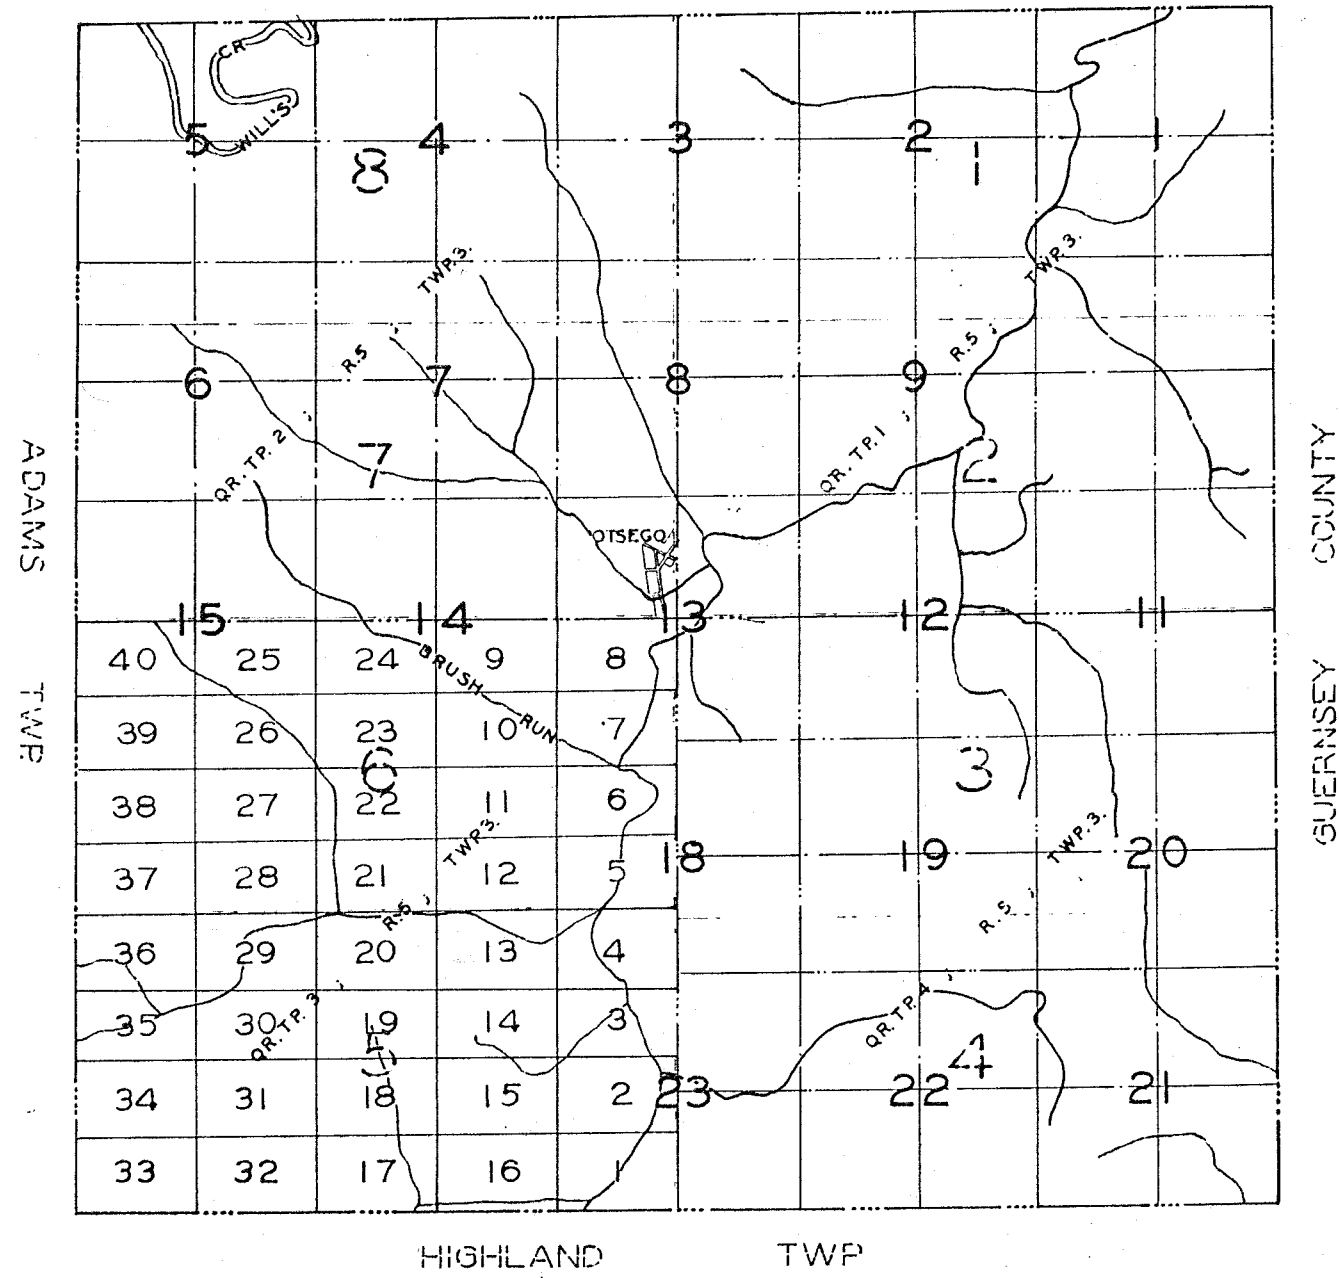 CR
WILL'S
5 4 3 2 1
8 1
TWP. 3.
TWP. 3.
R. 5 ;
R. 5 ;
6 7 8 9
QR. TP. 2 ;
QR. TP. 1 ;
7 2
ADAMS TWP.
GUERNSEY COUNTY
OTSEGO
15 14 13 12 11
40 25 24 9 8
BRUSH RUN
39 26 23 10 7
6 3
38 27 22 11 6
TWP. 3.
TWP. 3.
18 19 20
37 28 21 12 5
R. 5 ;
R. 5 ;
36 29 20 13 4
QR. TP. 3 ;
QR. TP. 4 ;
35 30 19 14 3
5 4
34 31 18 15 2
23 22 21
33 32 17 16 1
HIGHLAND TWP